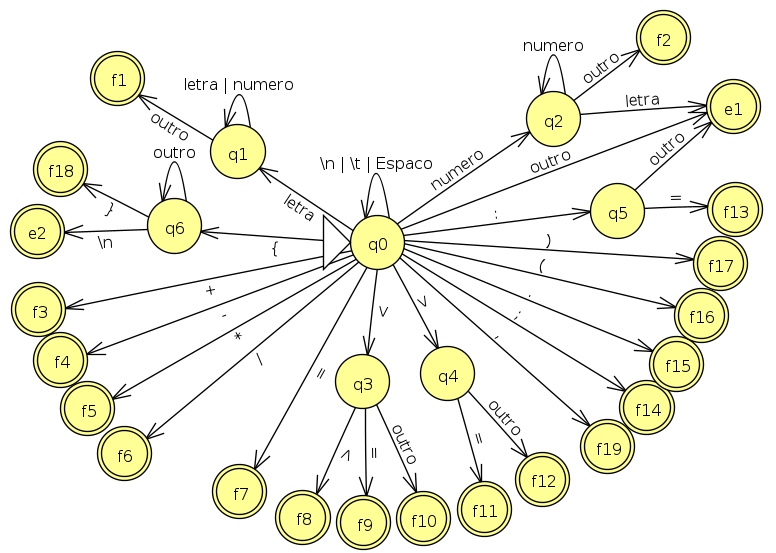 f1
letra | numero
outro
q1
numero
q2
outro
f2
letra
e1
\n | \t | Espaco
numero
outro
outro
f18
}
outro
q6
letra
e2
\n
{
q0
:
q5
=
f13
)
f17
(
f16
.
f15
;
f14
,
f19
+
f3
-
f4
*
f5
/
f6
=
f7
<
q3
>
q4
>
f8
=
f9
outro
f10
=
f11
outro
f12